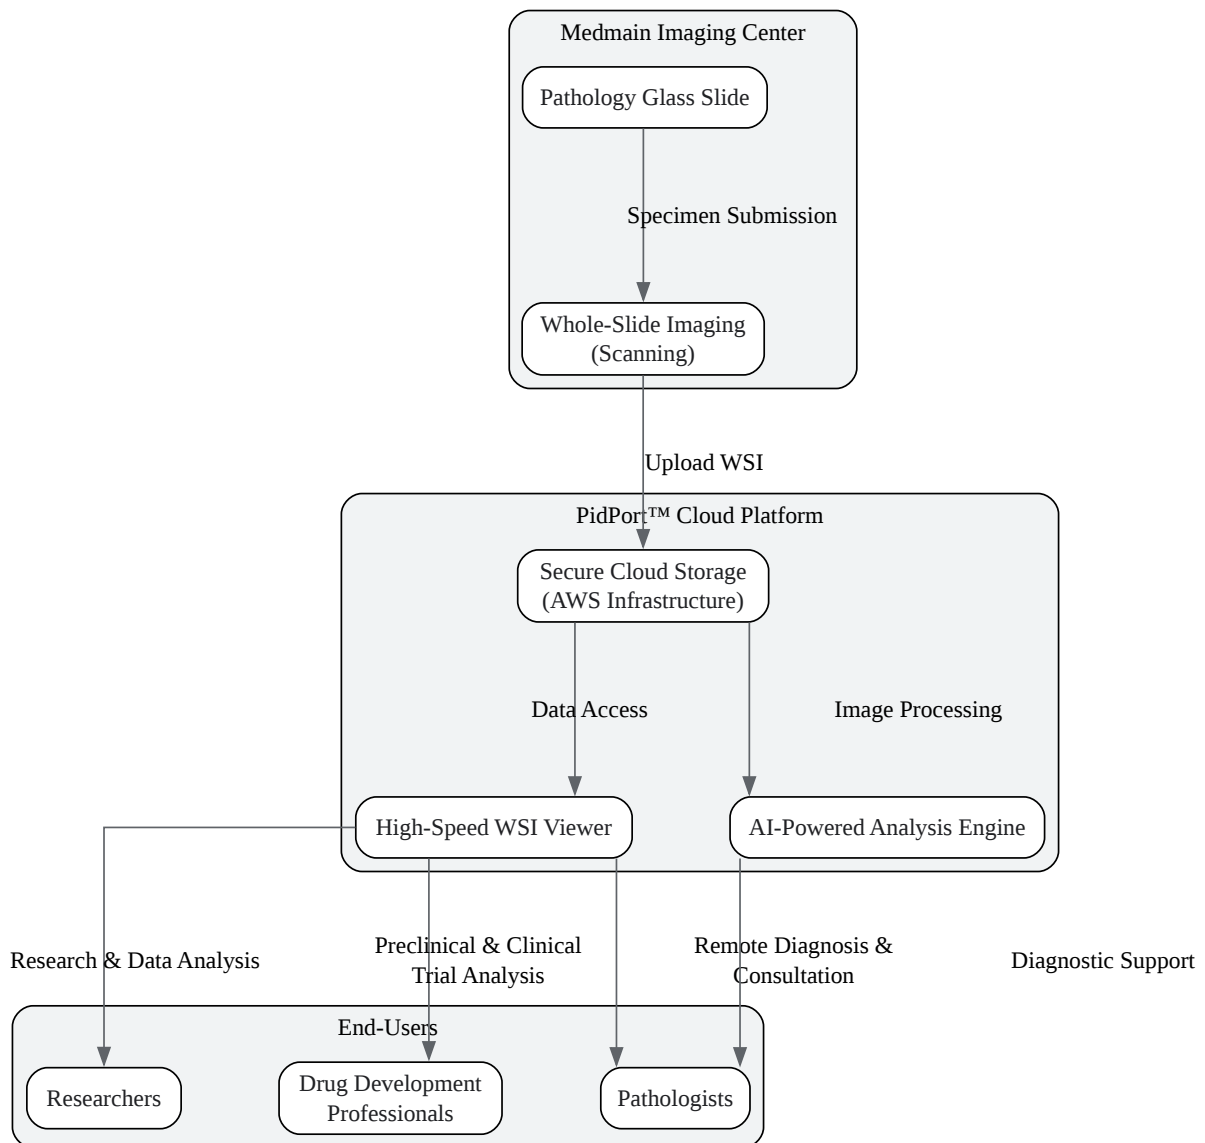 Medmain Imaging Center
Pathology Glass Slide
Specimen Submission
Whole-Slide Imaging
(Scanning)
Upload WSI
PidPort™ Cloud Platform
Secure Cloud Storage
(AWS Infrastructure)
Data Access
Image Processing
High-Speed WSI Viewer
AI-Powered Analysis Engine
Research & Data Analysis
Preclinical & Clinical
Trial Analysis
Remote Diagnosis &
Consultation
Diagnostic Support
End-Users
Researchers
Drug Development
Professionals
Pathologists